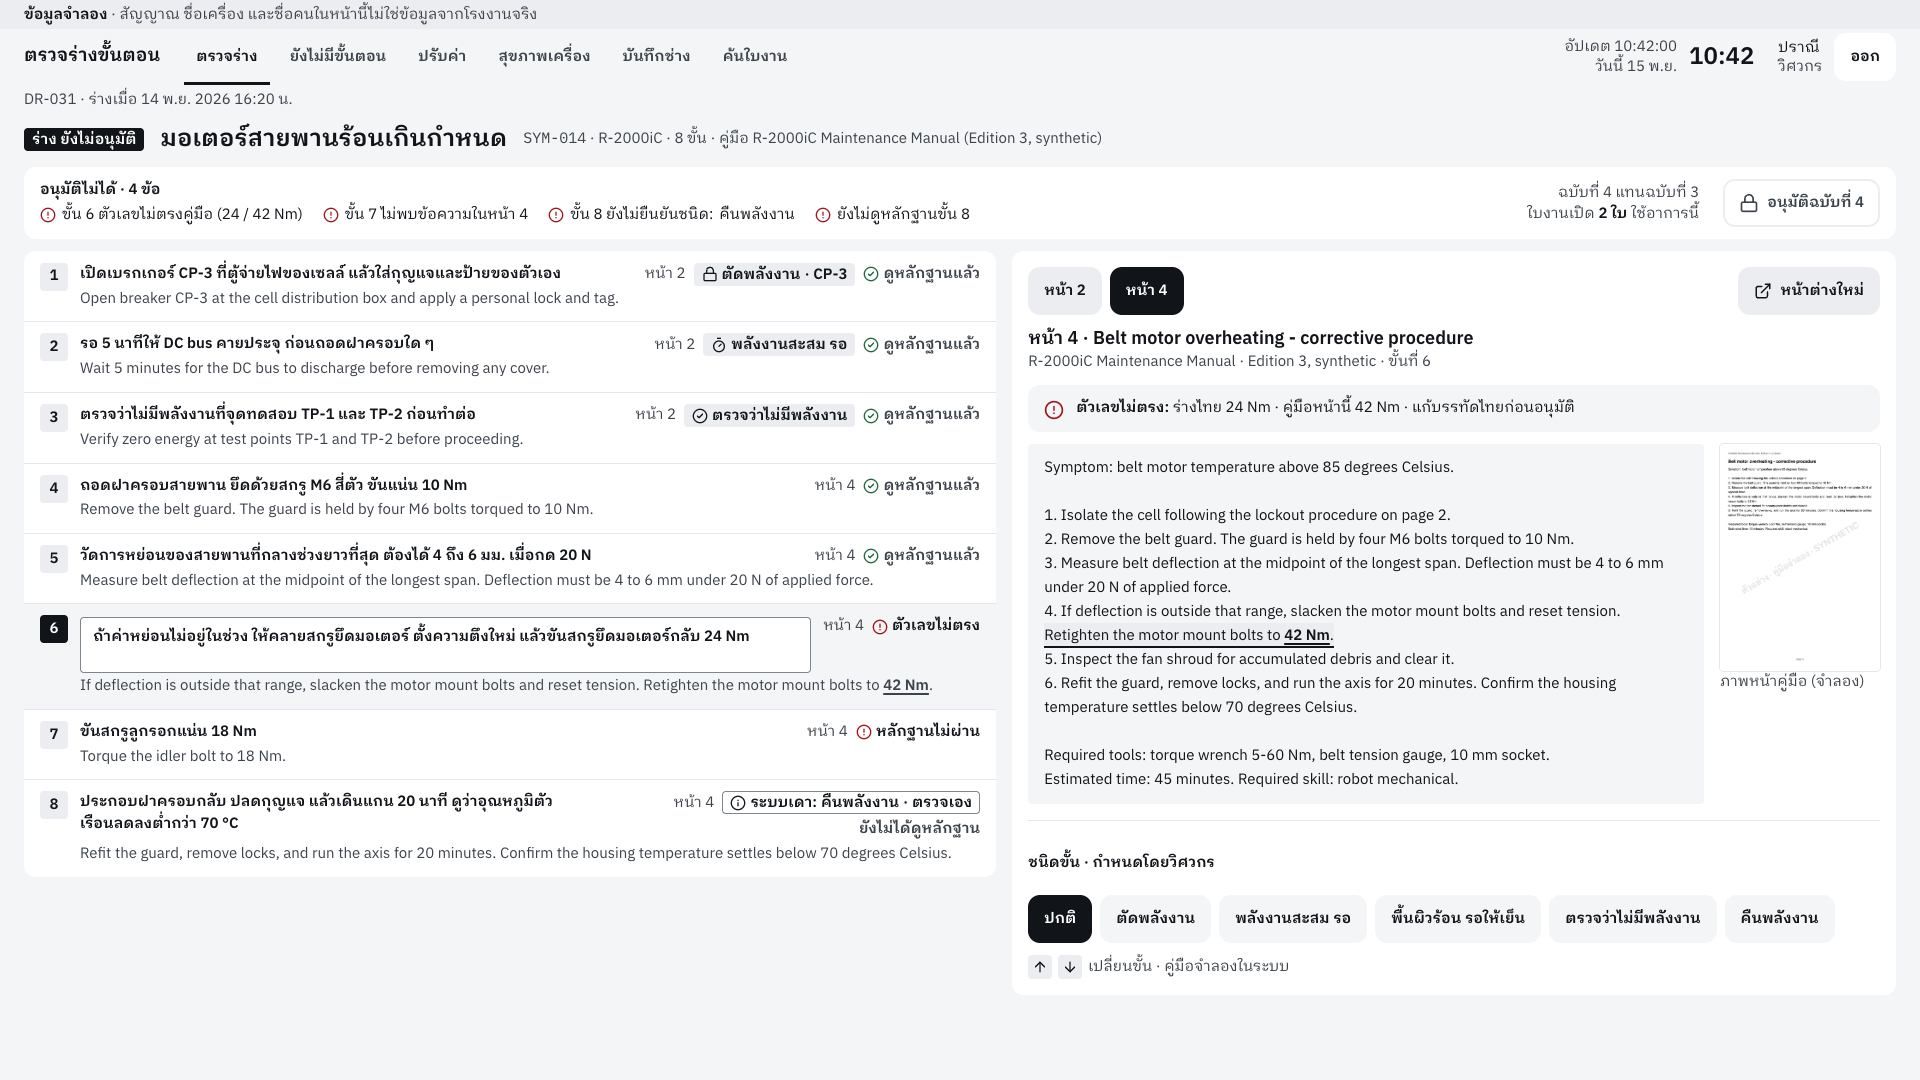 ข้อมูลจำลอง · สัญญาณ ชื่อเครื่อง และชื่อคนในหน้านี้ไม่ใช่ข้อมูลจากโรงงานจริง
ตรวจร่างขั้นตอน
ตรวจร่าง
ยังไม่มีขั้นตอน
ปรับค่า
สุขภาพเครื่อง
บันทึกช่าง
ค้นใบงาน
อัปเดต 10:42:00
วันนี้ 15 พ.ย.
10:42
ปราณี
วิศวกร
ออก
DR-031 · ร่างเมื่อ 14 พ.ย. 2026 16:20 น.
ร่าง ยังไม่อนุมัติ
มอเตอร์สายพานร้อนเกินกำหนด
SYM-014 · R-2000iC · 8 ขั้น · คู่มือ R-2000iC Maintenance Manual (Edition 3, synthetic)
อนุมัติไม่ได้ · 4 ข้อ
ขั้น 6 ตัวเลขไม่ตรงคู่มือ (24 / 42 Nm)
ขั้น 7 ไม่พบข้อความในหน้า 4
ขั้น 8 ยังไม่ยืนยันชนิด: คืนพลังงาน
ยังไม่ดูหลักฐานขั้น 8
ฉบับที่ 4 แทนฉบับที่ 3
ใบงานเปิด 2 ใบ ใช้อาการนี้
อนุมัติฉบับที่ 4
1
เปิดเบรกเกอร์ CP-3 ที่ตู้จ่ายไฟของเซลล์ แล้วใส่กุญแจและป้ายของตัวเอง
หน้า 2
ตัดพลังงาน · CP-3
ดูหลักฐานแล้ว
Open breaker CP-3 at the cell distribution box and apply a personal lock and tag.
2
รอ 5 นาทีให้ DC bus คายประจุ ก่อนถอดฝาครอบใด ๆ
หน้า 2
พลังงานสะสม รอ
ดูหลักฐานแล้ว
Wait 5 minutes for the DC bus to discharge before removing any cover.
3
ตรวจว่าไม่มีพลังงานที่จุดทดสอบ TP-1 และ TP-2 ก่อนทำต่อ
หน้า 2
ตรวจว่าไม่มีพลังงาน
ดูหลักฐานแล้ว
Verify zero energy at test points TP-1 and TP-2 before proceeding.
4
ถอดฝาครอบสายพาน ยึดด้วยสกรู M6 สี่ตัว ขันแน่น 10 Nm
หน้า 4
ดูหลักฐานแล้ว
Remove the belt guard. The guard is held by four M6 bolts torqued to 10 Nm.
5
วัดการหย่อนของสายพานที่กลางช่วงยาวที่สุด ต้องได้ 4 ถึง 6 มม. เมื่อกด 20 N
หน้า 4
ดูหลักฐานแล้ว
Measure belt deflection at the midpoint of the longest span. Deflection must be 4 to 6 mm under 20 N of applied force.
6
ถ้าค่าหย่อนไม่อยู่ในช่วง ให้คลายสกรูยึดมอเตอร์ ตั้งความตึงใหม่ แล้วขันสกรูยึดมอเตอร์กลับ 24 Nm
หน้า 4
ตัวเลขไม่ตรง
If deflection is outside that range, slacken the motor mount bolts and reset tension. Retighten the motor mount bolts to 42 Nm.
7
ขันสกรูลูกรอกแน่น 18 Nm
หน้า 4
หลักฐานไม่ผ่าน
Torque the idler bolt to 18 Nm.
8
ประกอบฝาครอบกลับ ปลดกุญแจ แล้วเดินแกน 20 นาที ดูว่าอุณหภูมิตัว
เรือนลดลงต่ำกว่า 70 °C
หน้า 4
ระบบเดา: คืนพลังงาน · ตรวจเอง
ยังไม่ได้ดูหลักฐาน
Refit the guard, remove locks, and run the axis for 20 minutes. Confirm the housing temperature settles below 70 degrees Celsius.
หน้า 2
หน้า 4
หน้าต่างใหม่
หน้า 4 · Belt motor overheating - corrective procedure
R-2000iC Maintenance Manual · Edition 3, synthetic · ขั้นที่ 6
ตัวเลขไม่ตรง: ร่างไทย 24 Nm · คู่มือหน้านี้ 42 Nm · แก้บรรทัดไทยก่อนอนุมัติ
Symptom: belt motor temperature above 85 degrees Celsius.
1. Isolate the cell following the lockout procedure on page 2.
2. Remove the belt guard. The guard is held by four M6 bolts torqued to 10 Nm.
3. Measure belt deflection at the midpoint of the longest span. Deflection must be 4 to 6 mm
under 20 N of applied force.
4. If deflection is outside that range, slacken the motor mount bolts and reset tension.
Retighten the motor mount bolts to 42 Nm.
5. Inspect the fan shroud for accumulated debris and clear it.
6. Refit the guard, remove locks, and run the axis for 20 minutes. Confirm the housing
temperature settles below 70 degrees Celsius.
Required tools: torque wrench 5-60 Nm, belt tension gauge, 10 mm socket.
Estimated time: 45 minutes. Required skill: robot mechanical.
Belt motor overheating - corrective procedure
SYNTHETIC
ภาพหน้าคู่มือ (จำลอง)
ชนิดขั้น · กำหนดโดยวิศวกร
ปกติ
ตัดพลังงาน
พลังงานสะสม รอ
พื้นผิวร้อน รอให้เย็น
ตรวจว่าไม่มีพลังงาน
คืนพลังงาน
เปลี่ยนขั้น · คู่มือจำลองในระบบ